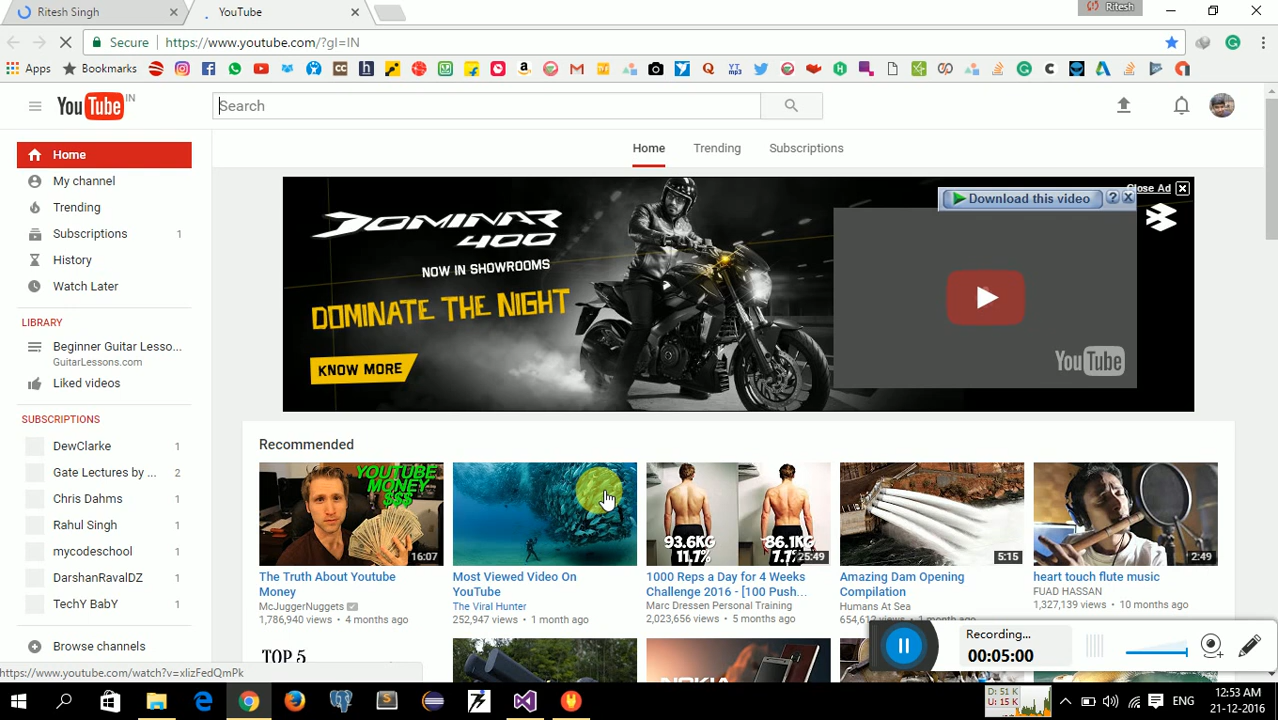 Ritesh Singh
YouTube
Ritesh
Secure
https://www.youtube.com/?gl=IN
Apps
Bookmarks
YouTube IN
Search
Home
Trending
Subscriptions
Home
My channel
Trending
Subscriptions 1
History
Watch Later
LIBRARY
Beginner Guitar Lesso...
GuitarLessons.com
Liked videos
SUBSCRIPTIONS
DewClarke 1
Gate Lectures by ... 2
Chris Dahms 1
Rahul Singh 1
mycodeschool 1
DarshanRavalDZ 1
TechY BabY 1
Browse channels
https://www.youtube.com/watch?v=xlizFedQmPk
Close Ad
Download this video
DOMINAR
400
NOW IN SHOWROOMS
DOMINATE THE NIGHT
KNOW MORE
YouTube
Recommended
YOUTUBE
MONEY
$$$
16:07
The Truth About Youtube
Money
McJuggerNuggets
1,786,940 views • 4 months ago
Most Viewed Video On
YouTube
The Viral Hunter
252,947 views • 1 month ago
93.6KG
11.7%
86.1KG
7.7%
25:49
1000 Reps a Day for 4 Weeks
Challenge 2016 - [100 Push...
Marc Dressen Personal Training
2,023,656 views • 5 months ago
5:15
Amazing Dam Opening
Compilation
Humans At Sea
2:49
heart touch flute music
FUAD HASSAN
1,327,139 views • 10 months ago
TOP 5
NOKIA
Recording...
00:05:00
D: 51 K
U: 15 K
ENG
12:53 AM
21-12-2016